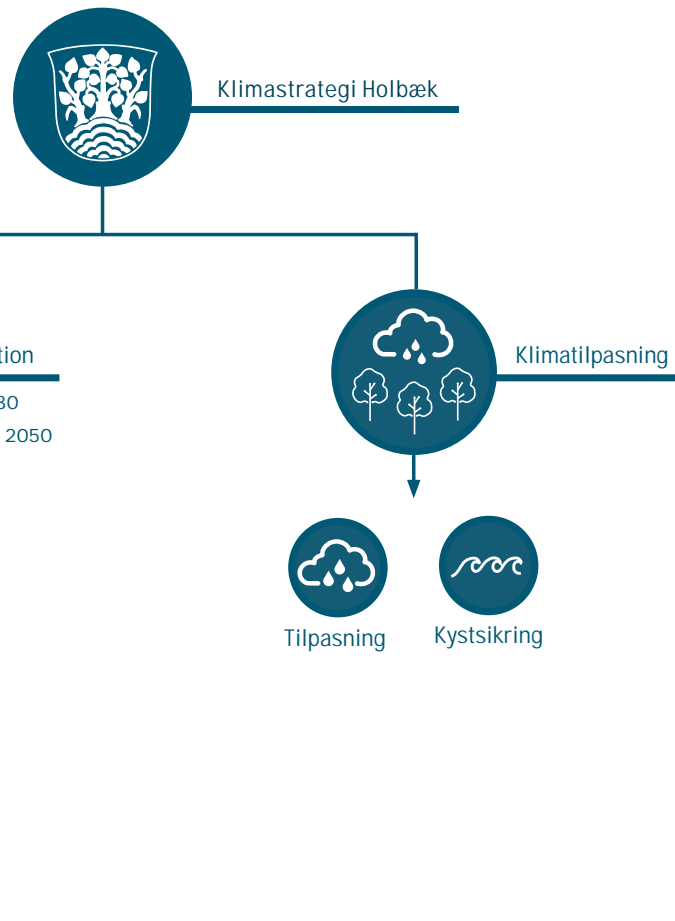 Klimastrategi Holbæk
tion
Klimatilpasning
30
2050
Tilpasning
Kystsikring